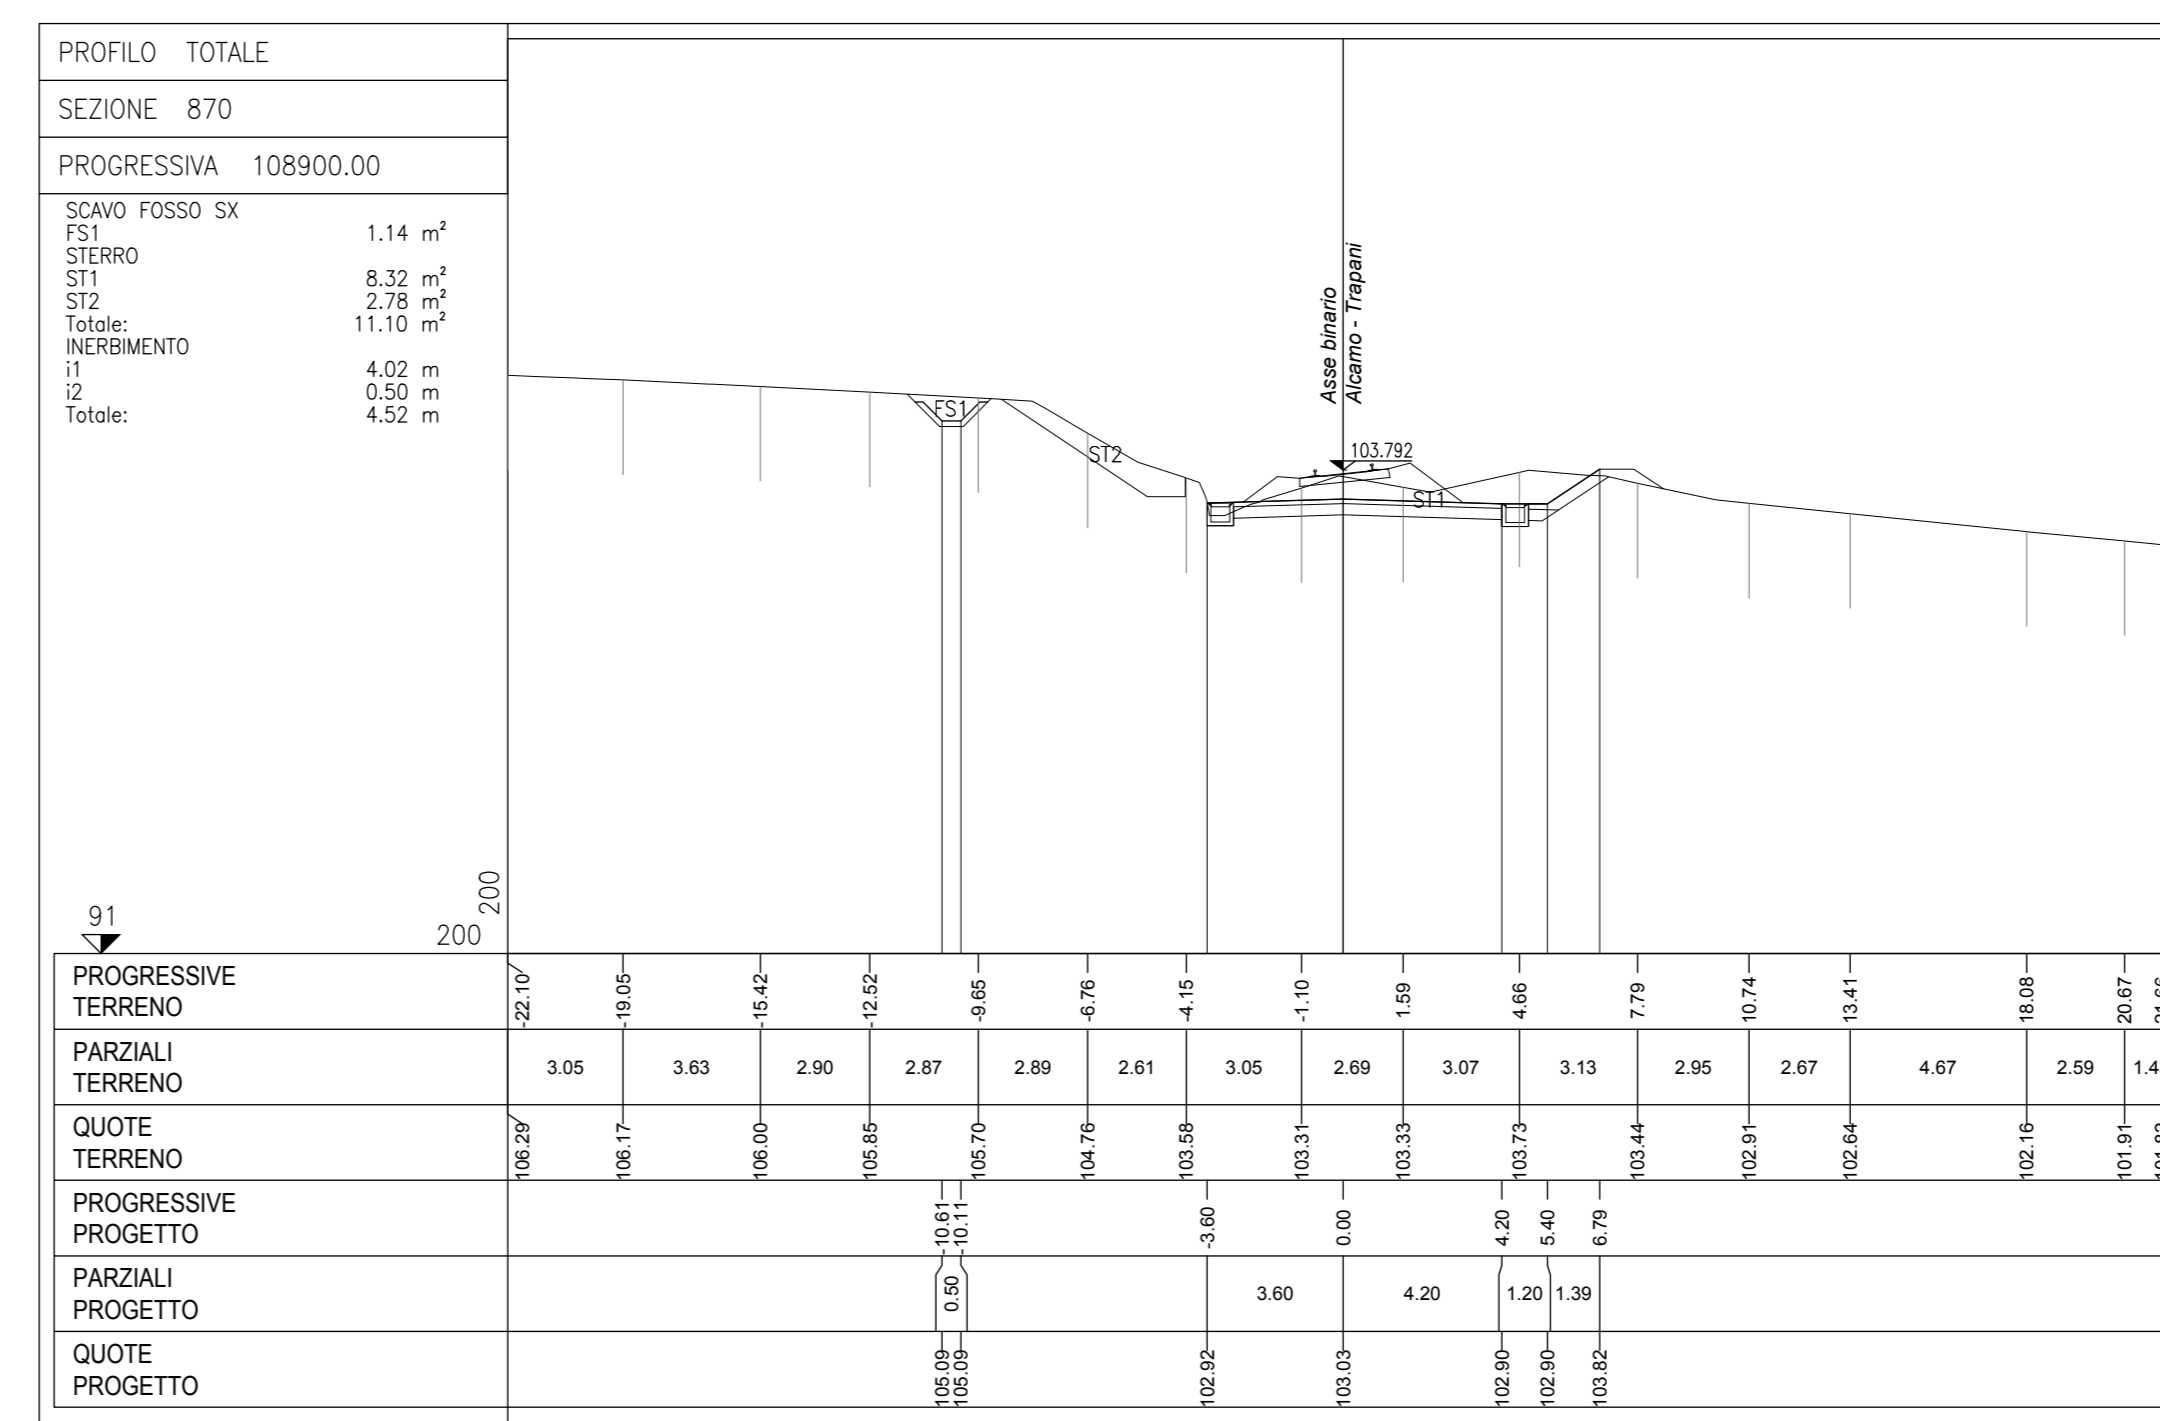 PROFILO TOTALE
SEZIONE 870
PROGRESSIVA 108900.00
SCAVO FOSSO SX
FS1 1.14 m²
STERRO
ST1 8.32 m²
ST2 2.78 m²
Totale: 11.10 m²
INERBIMENTO
i1 4.02 m
i2 0.50 m
Totale: 4.52 m
Asse binario
Alcamo - Trapani
103.792
FS1
ST2
ST1
91
200
200
PROGRESSIVE
TERRENO
-22.10 -19.05 -15.42 -12.52 -9.65 -6.76 -4.15 -1.10 1.59 4.66 7.79 10.74 13.41 18.08 20.67
PARZIALI
TERRENO
3.05 3.63 2.90 2.87 2.89 2.61 3.05 2.69 3.07 3.13 2.95 2.67 4.67 2.59
QUOTE
TERRENO
106.29 106.17 106.00 105.85 105.70 104.76 103.58 103.31 103.33 103.73 103.44 102.91 102.64 102.16 101.91
PROGRESSIVE
PROGETTO
-10.61 -10.11 -3.60 0.00 4.20 5.40 6.79
PARZIALI
PROGETTO
0.50 3.60 4.20 1.20 1.39
QUOTE
PROGETTO
105.09 105.09 102.92 103.03 102.90 102.90 103.82